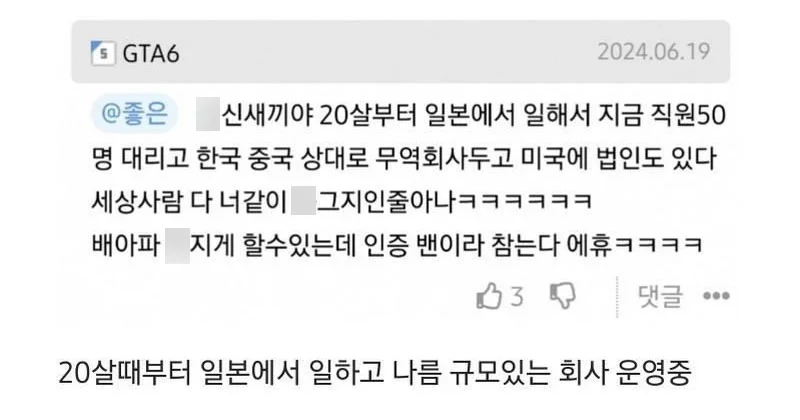 5 GTA6 2024.06.19
@좋은 신새끼야 20살부터 일본에서 일해서 지금 직원50
명 대리고 한국 중국 상대로 무역회사두고 미국에 법인도 있다
세상사람 다 너같이 그지인줄아나ㅋㅋㅋㅋㅋㅋ
배아파 지게 할수있는데 인증 밴이라 참는다 에휴ㅋㅋㅋㅋ
3 댓글
20살때부터 일본에서 일하고 나름 규모있는 회사 운영중